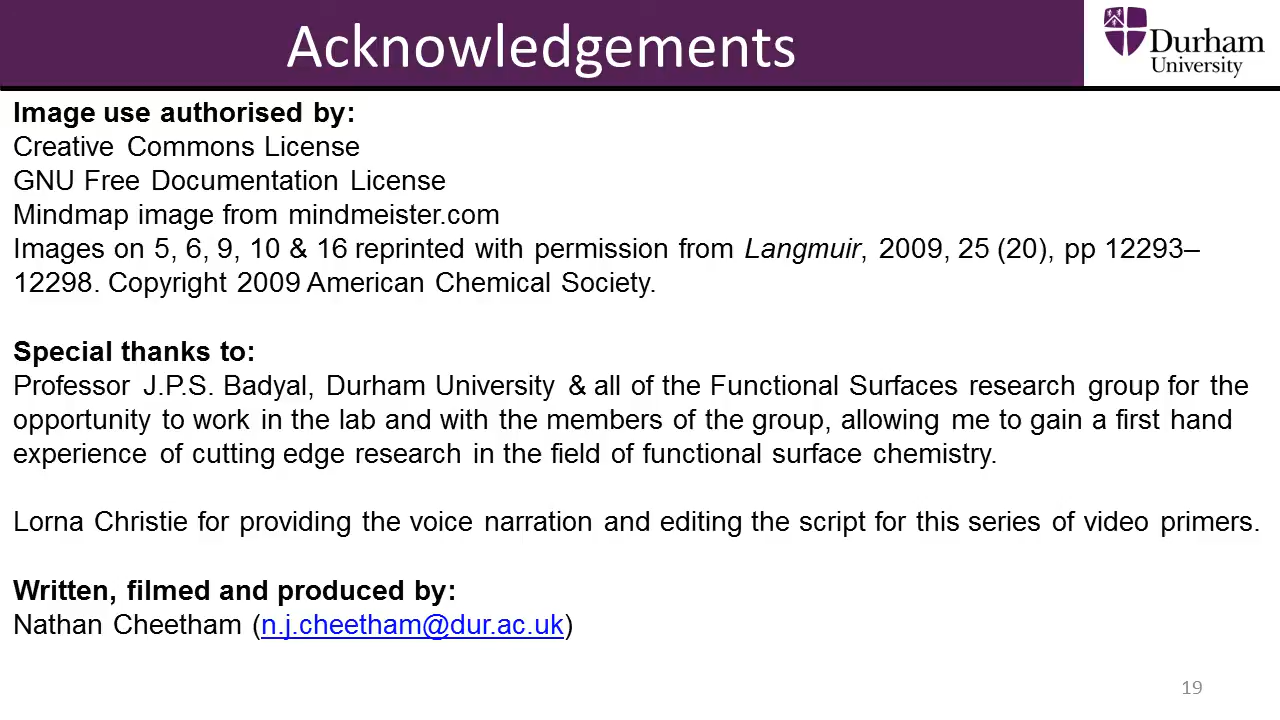 Acknowledgements
Durham
University
Image use authorised by:
Creative Commons License
GNU Free Documentation License
Mindmap image from mindmeister.com
Images on 5, 6, 9, 10 & 16 reprinted with permission from Langmuir, 2009, 25 (20), pp 12293–
12298. Copyright 2009 American Chemical Society.
Special thanks to:
Professor J.P.S. Badyal, Durham University & all of the Functional Surfaces research group for the
opportunity to work in the lab and with the members of the group, allowing me to gain a first hand
experience of cutting edge research in the field of functional surface chemistry.
Lorna Christie for providing the voice narration and editing the script for this series of video primers.
Written, filmed and produced by:
Nathan Cheetham (n.j.cheetham@dur.ac.uk)
19